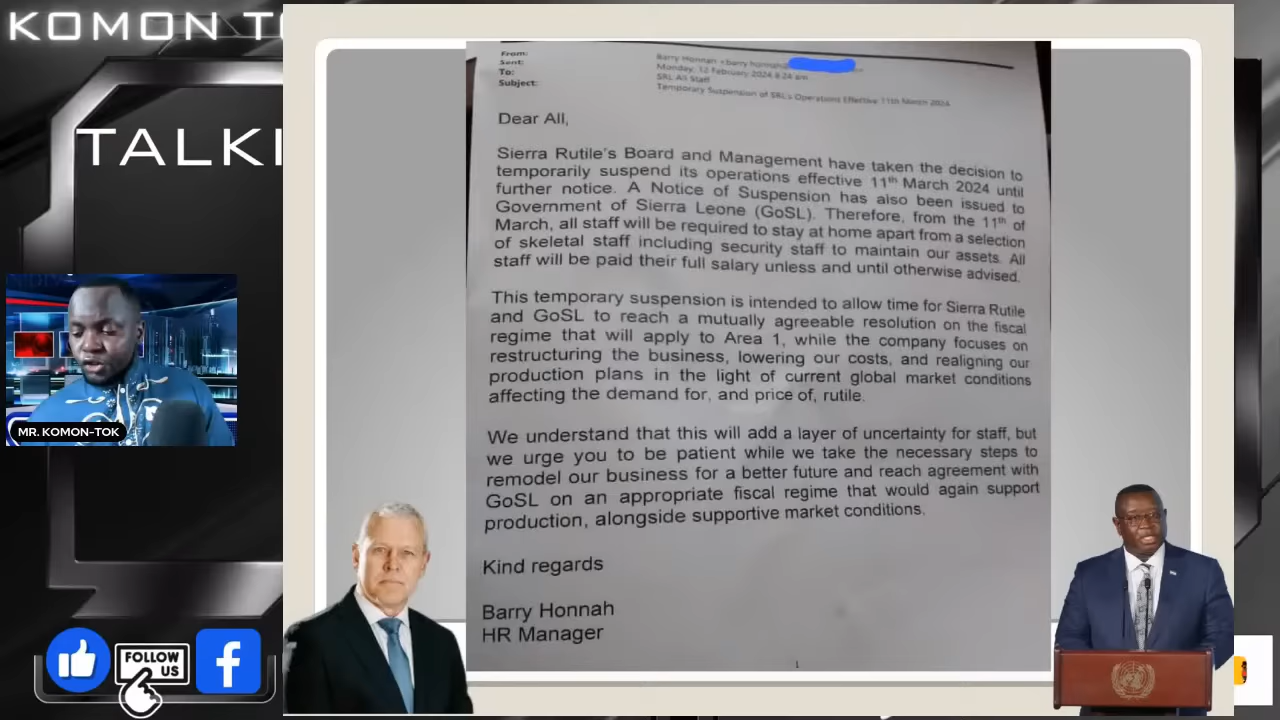 KOMON T
TALKI
From:
Sent:
To:
Subject:
Barry Honnah <barry.honnah@
Monday, 12 February 2024 8:24 am
SRL All Staff
Temporary Suspension of SRL's Operations Effective 11th March 2024
Dear All,
Sierra Rutile's Board and Management have taken the decision to
temporarily suspend its operations effective 11th March 2024 until
further notice. A Notice of Suspension has also been issued to
Government of Sierra Leone (GoSL). Therefore, from the 11th of
March, all staff will be required to stay at home apart from a selection
of skeletal staff including security staff to maintain our assets. All
staff will be paid their full salary unless and until otherwise advised.
This temporary suspension is intended to allow time for Sierra Rutile
and GoSL to reach a mutually agreeable resolution on the fiscal
regime that will apply to Area 1, while the company focuses on
restructuring the business, lowering our costs, and realigning our
production plans in the light of current global market conditions
affecting the demand for, and price of, rutile.
We understand that this will add a layer of uncertainty for staff, but
we urge you to be patient while we take the necessary steps to
remodel our business for a better future and reach agreement with
GoSL on an appropriate fiscal regime that would again support
production, alongside supportive market conditions.
Kind regards
Barry Honnah
HR Manager
1
MR. KOMON-TOK
FOLLOW
US